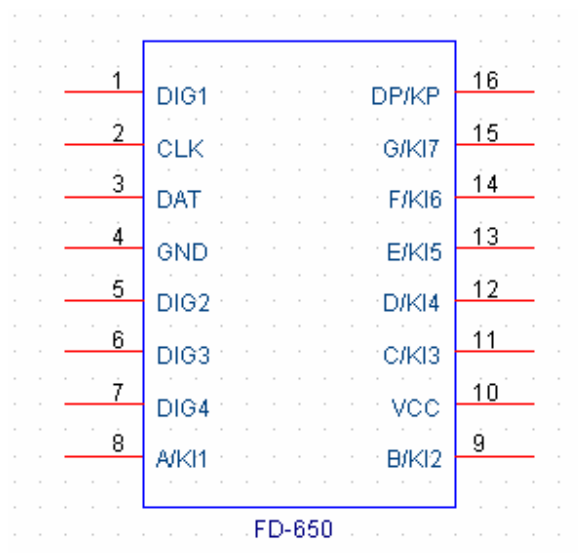 1 DIG1 DP/KP 16
2 CLK G/KI7 15
3 DAT F/KI6 14
4 GND E/KI5 13
5 DIG2 D/KI4 12
6 DIG3 C/KI3 11
7 DIG4 VCC 10
8 A/KI1 B/KI2 9
FD-650